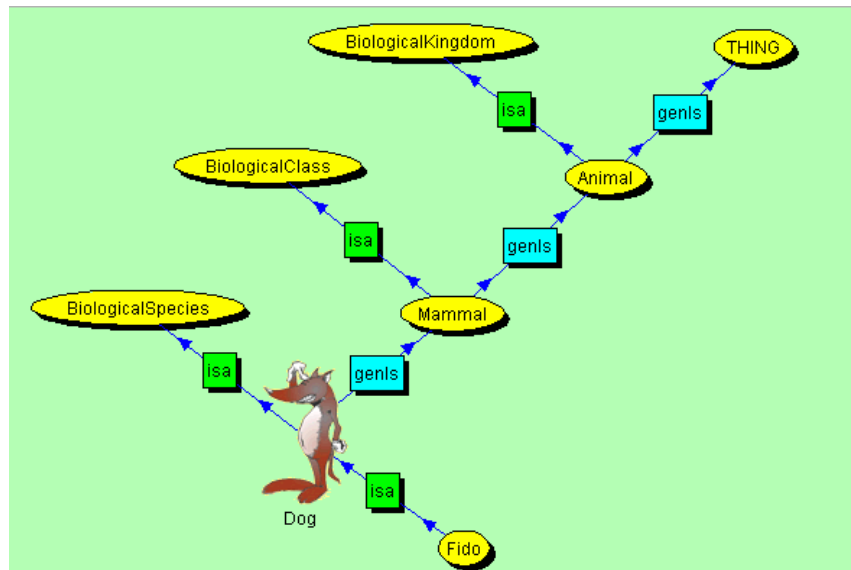 BiologicalKingdom
THING
isa
genls
BiologicalClass
Animal
isa
genls
BiologicalSpecies
Mammal
isa
genls
isa
Dog
Fido